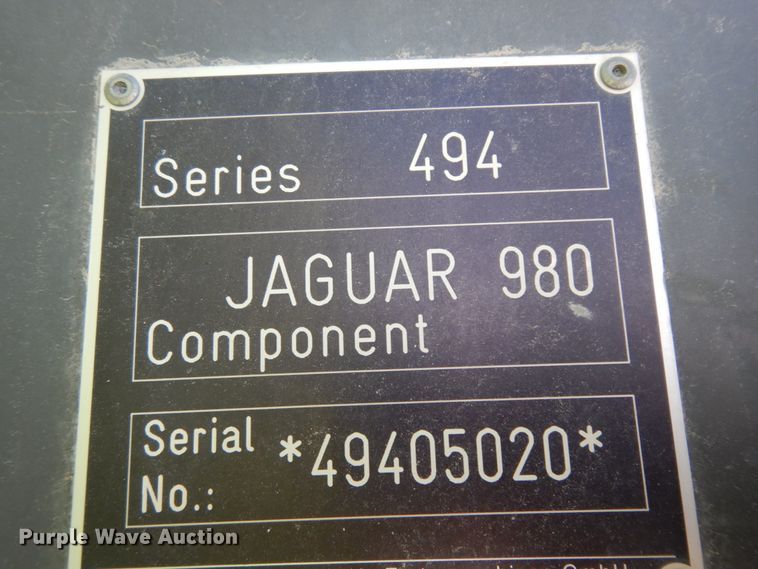 Series 494
JAGUAR 980
Component
Serial
No.: *49405020*
Purple Wave Auction